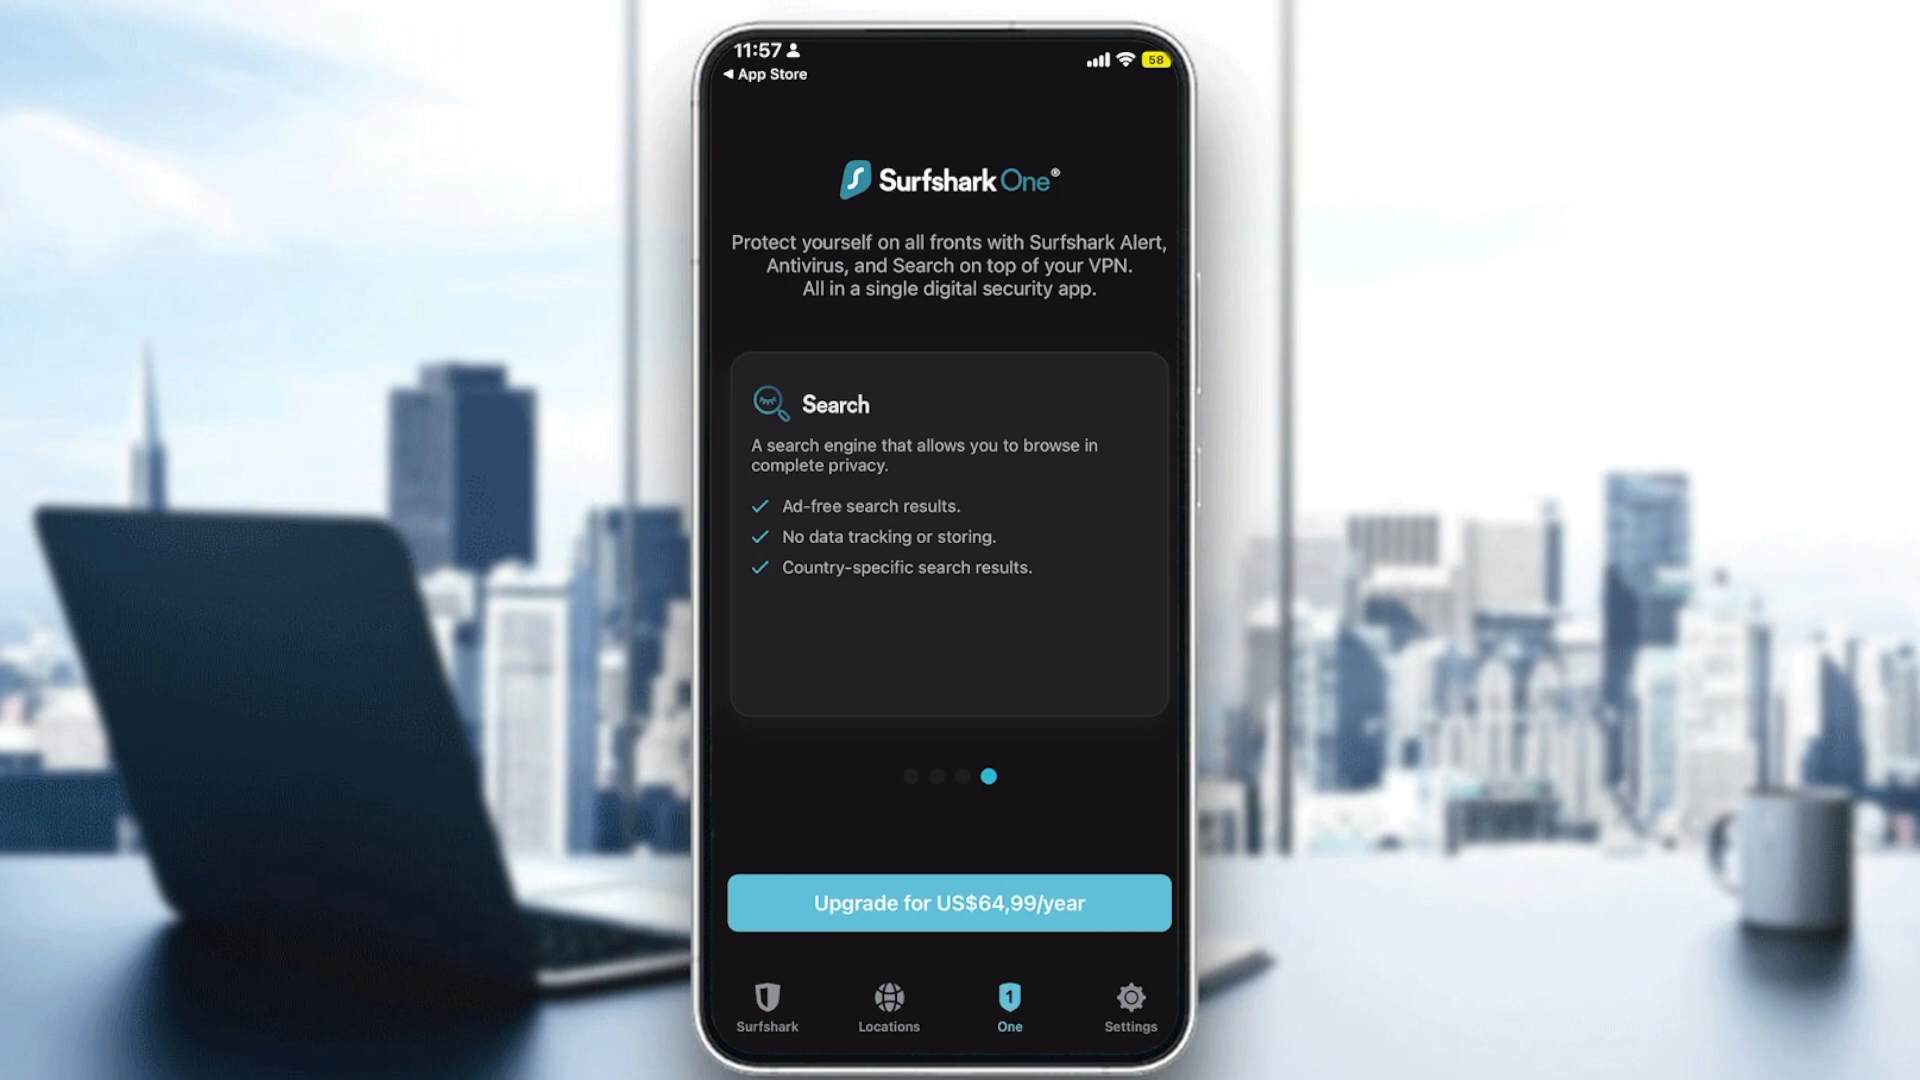 11:57
58
◀ App Store
Surfshark One®
Protect yourself on all fronts with Surfshark Alert,
Antivirus, and Search on top of your VPN.
All in a single digital security app.
Search
A search engine that allows you to browse in
complete privacy.
✓ Ad-free search results.
✓ No data tracking or storing.
✓ Country-specific search results.
Upgrade for US$64,99/year
1
Surfshark
Locations
One
Settings